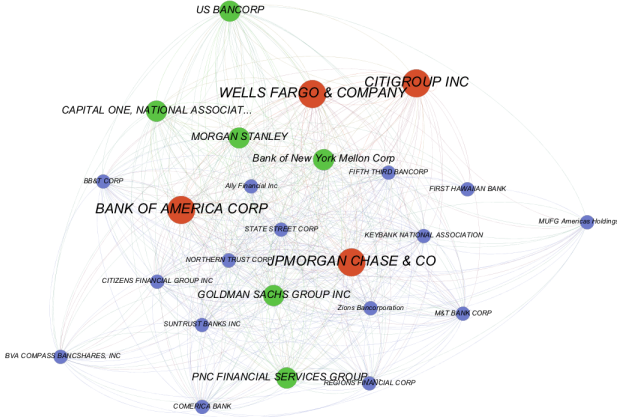 US BANCORP
CITIGROUP INC
WELLS FARGO & COMPANY
CAPITAL ONE, NATIONAL ASSOCIAT...
MORGAN STANLEY
Bank of New York Mellon Corp
FIFTH THIRD BANCORP
BB&T CORP
Ally Financial Inc
FIRST HAWAIIAN BANK
BANK OF AMERICA CORP
MUFG Americas Holdings
STATE STREET CORP
KEYBANK NATIONAL ASSOCIATION
NORTHERN TRUST CORP
JPMORGAN CHASE & CO
CITIZENS FINANCIAL GROUP INC
GOLDMAN SACHS GROUP INC
Zions Bancorporation
M&T BANK CORP
SUNTRUST BANKS INC
BVA COMPASS BANCSHARES, INC
PNC FINANCIAL SERVICES GROUP,
REGIONS FINANCIAL CORP
COMERICA BANK